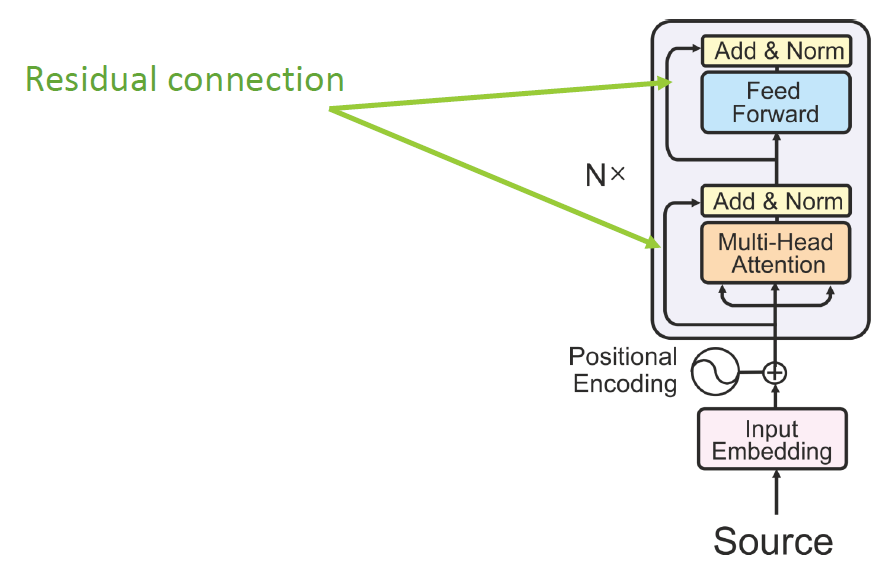 Residual connection
Add & Norm
Feed
Forward
N×
Add & Norm
Multi-Head
Attention
Positional
Encoding
Input
Embedding
Source